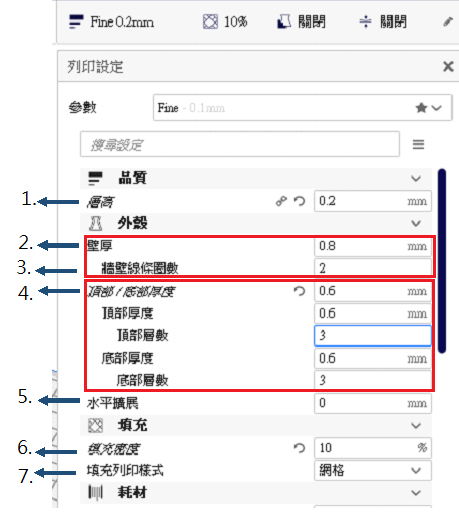 Fine 0.2mm 10% 關閉 關閉
列印設定
參數 Fine - 0.1mm
搜尋設定
品質
1. 層高 0.2 mm
外殼
2. 壁厚 0.8 mm
3. 牆壁線條圈數 2
4. 頂部/底部厚度 0.6 mm
頂部厚度 0.6 mm
頂部層數 3
底部厚度 0.6 mm
底部層數 3
5. 水平擴展 0 mm
填充
6. 填充密度 10 %
7. 填充列印樣式 網格
耗材